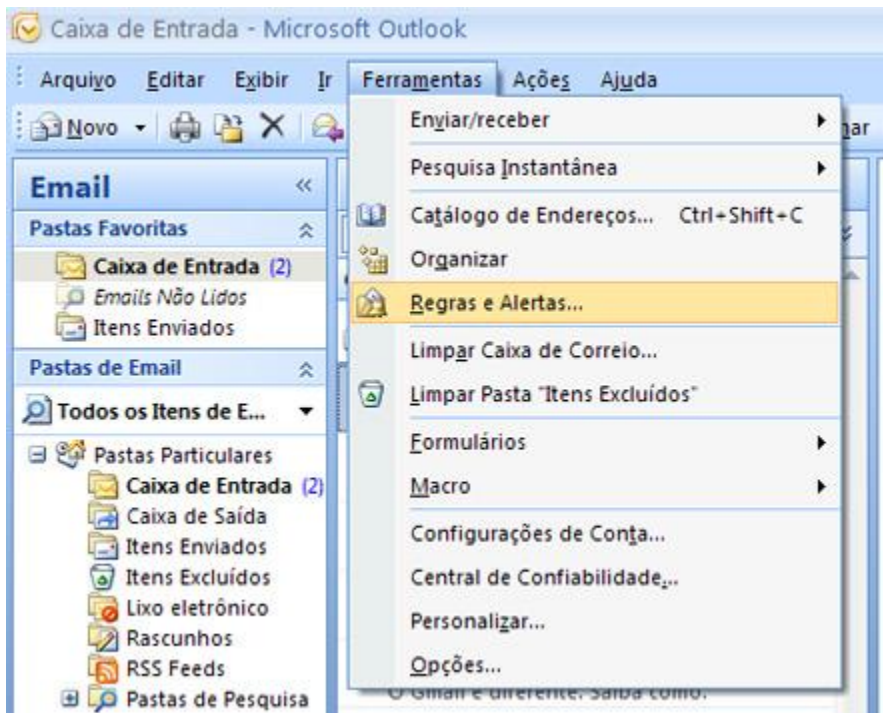 Caixa de Entrada - Microsoft Outlook
Arquivo Editar Exibir Ir Ferramentas Ações Ajuda
Novo
Enviar/receber
Pesquisa Instantânea
Catálogo de Endereços... Ctrl+Shift+C
Organizar
Regras e Alertas...
Limpar Caixa de Correio...
Limpar Pasta "Itens Excluídos"
Formulários
Macro
Configurações de Conta...
Central de Confiabilidade...
Personalizar...
Opções...
Email
Pastas Favoritas
Caixa de Entrada (2)
Emails Não Lidos
Itens Enviados
Pastas de Email
Todos os Itens de E...
Pastas Particulares
Caixa de Entrada (2)
Caixa de Saída
Itens Enviados
Itens Excluídos
Lixo eletrônico
Rascunhos
RSS Feeds
Pastas de Pesquisa
O Gmail é diferente. Saiba como.